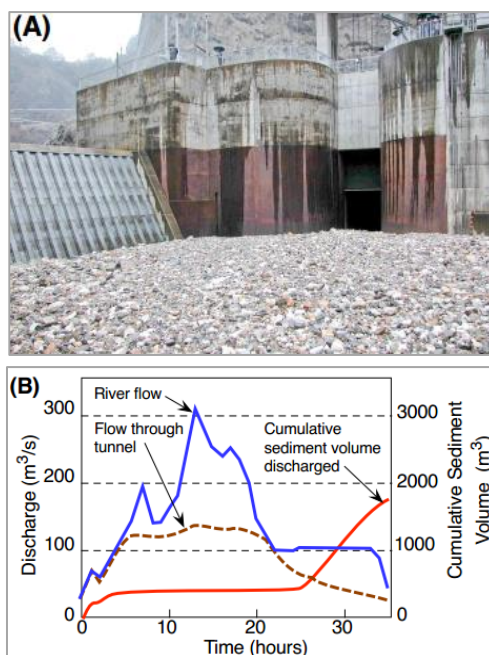 (A)
(B)
River flow
Flow through
tunnel
Cumulative
sediment volume
discharged
300
200
100
0
Discharge (m³/s)
3000
2000
1000
0
Cumulative Sediment
Volume (m³)
0
10
20
30
Time (hours)